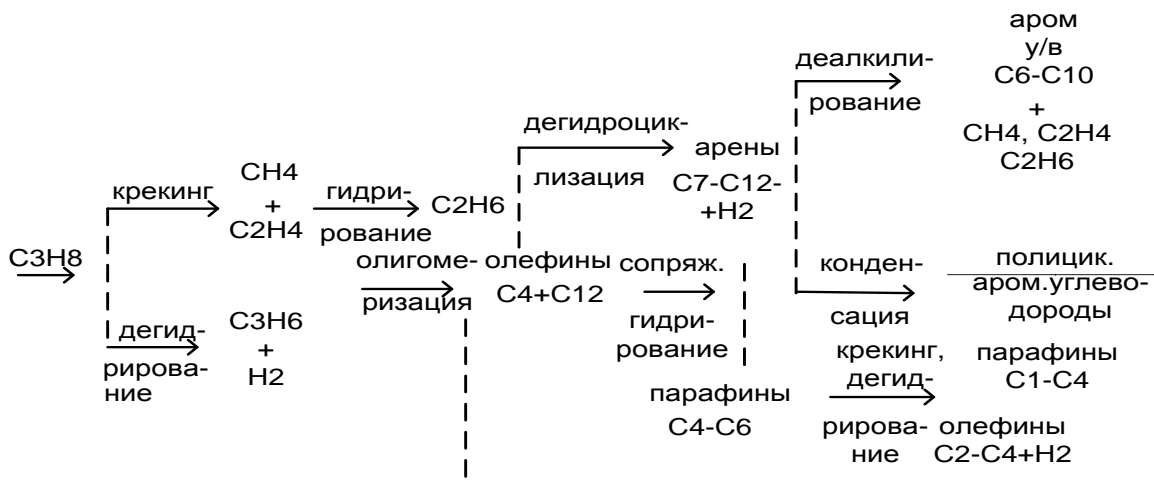 С3Н8
крекинг
СН4
+
С2Н4
гидри-
рование
С2Н6
дегид-
рирова-
ние
С3Н6
+
Н2
олигоме-
ризация
олефины
С4+С12
дегидроцик-
лизация
арены
С7-С12-
+Н2
сопряж.
гидри-
рование
парафины
С4-С6
деалкили-
рование
аром
у/в
С6-С10
+
СН4, С2Н4
С2Н6
конден-
сация
полицик.
аром.углево-
дороды
крекинг,
дегид-
рирова-
ние
парафины
С1-С4
олефины
С2-С4+Н2